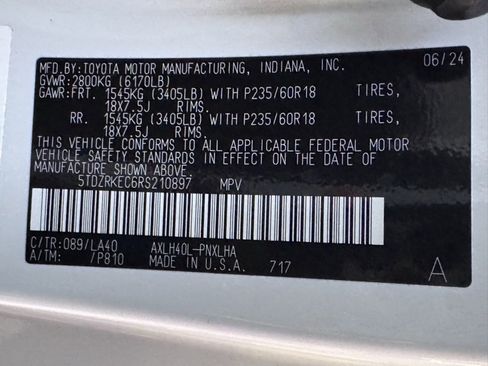 MFD.BY:TOYOTA MOTOR MANUFACTURING, INDIANA, INC. 06/24
GVWR:2800KG (6170LB)
GAWR:FRT. 1545KG (3405LB) WITH P235/60R18 TIRES,
18X7.5J RIMS.
RR. 1545KG (3405LB) WITH P235/60R18 TIRES,
18X7.5J RIMS.
THIS VEHICLE CONFORMS TO ALL APPLICABLE FEDERAL MOTOR
VEHICLE SAFETY STANDARDS IN EFFECT ON THE DATE OF
MANUFACTURE SHOWN ABOVE.
5TDZRKEC6RS210897 MPV
C/TR:089/LA40 AXLH40L-PNXLHA
A/TM: /P810 MADE IN U.S.A. 717 A